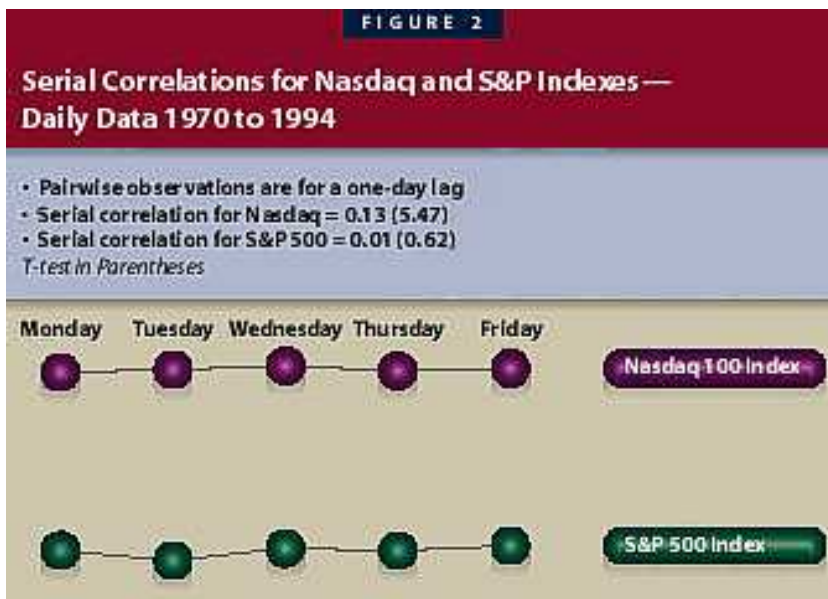 FIGURE 2
Serial Correlations for Nasdaq and S&P Indexes—
Daily Data 1970 to 1994
• Pairwise observations are for a one-day lag
• Serial correlation for Nasdaq = 0.13 (5.47)
• Serial correlation for S&P 500 = 0.01 (0.62)
T-test in Parentheses
Monday Tuesday Wednesday Thursday Friday
Nasdaq 100 Index
S&P 500 Index